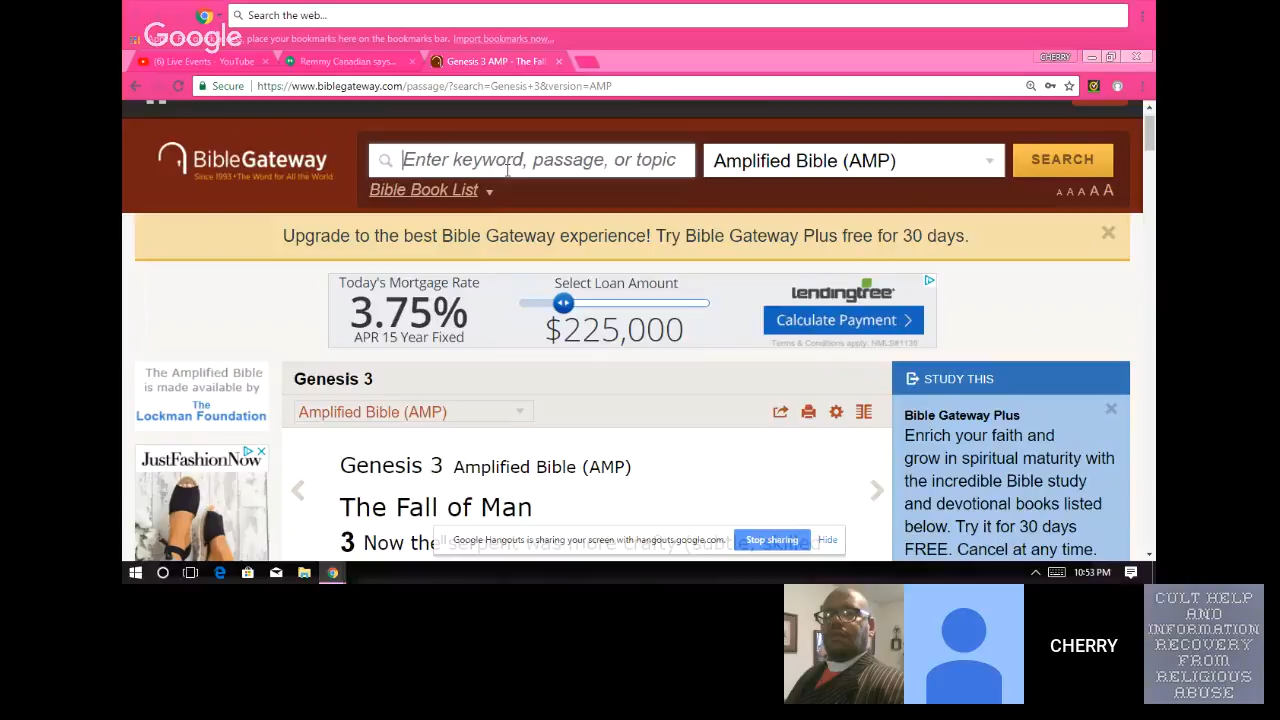 Search the web...
Google
place your bookmarks here on the bookmarks bar. Import bookmarks now...
(6) Live Events - YouTube
Remmy Canadian says...
Genesis 3 AMP - The Fal
CHERRY
Secure
https://www.biblegateway.com/passage/?search=Genesis+3&version=AMP
BibleGateway
Since 1993 • The Word for All the World
Enter keyword, passage, or topic
Amplified Bible (AMP)
SEARCH
Bible Book List
A A A A A
Upgrade to the best Bible Gateway experience! Try Bible Gateway Plus free for 30 days.
Today's Mortgage Rate
3.75%
APR 15 Year Fixed
Select Loan Amount
$225,000
lendingtree
Calculate Payment
Terms & Conditions apply. NMLS#1136
The Amplified Bible
is made available by
The
Lockman Foundation
JustFashionNow
Genesis 3
Amplified Bible (AMP)
Genesis 3 Amplified Bible (AMP)
The Fall of Man
3 Now the serpent was more crafty (subtle, skilled
Google Hangouts is sharing your screen with hangouts.google.com.
Stop sharing
Hide
STUDY THIS
Bible Gateway Plus
Enrich your faith and
grow in spiritual maturity with
the incredible Bible study
and devotional books listed
below. Try it for 30 days
FREE. Cancel at any time.
10:53 PM
CHERRY
CULT HELP
AND
INFORMATION
RECOVERY
FROM
RELIGIOUS
ABUSE